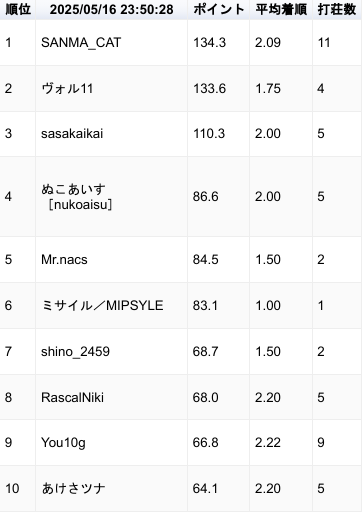 順位 2025/05/16 23:50:28 ポイント 平均着順 打荘数
1 SANMA_CAT 134.3 2.09 11
2 ヴォル11 133.6 1.75 4
3 sasakaikai 110.3 2.00 5
4 ぬこあいす
［nukoaisu］ 86.6 2.00 5
5 Mr.nacs 84.5 1.50 2
6 ミサイル／MIPSYLE 83.1 1.00 1
7 shino_2459 68.7 1.50 2
8 RascalNiki 68.0 2.20 5
9 You10g 66.8 2.22 9
10 あけさツナ 64.1 2.20 5